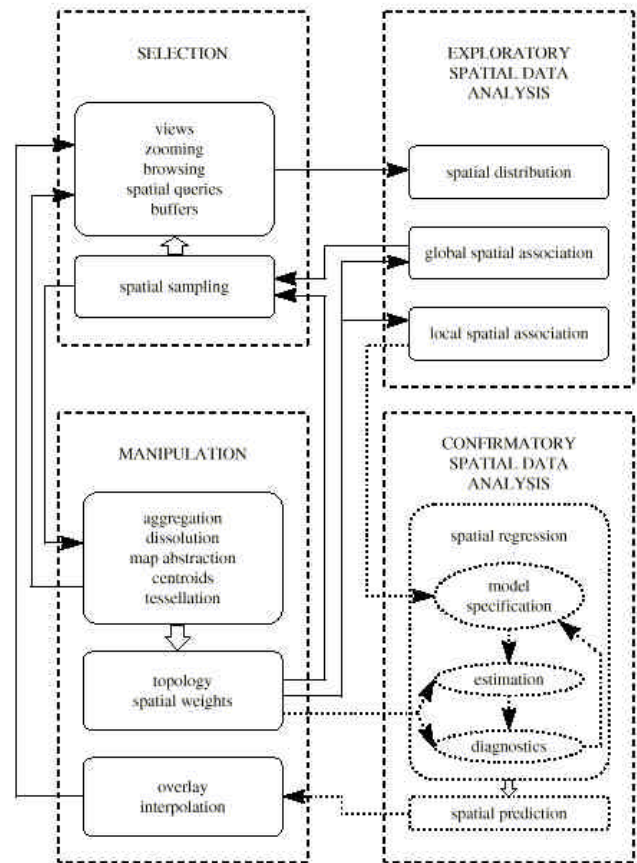 SELECTION
views
zooming
browsing
spatial queries
buffers
spatial sampling
EXPLORATORY
SPATIAL DATA
ANALYSIS
spatial distribution
global spatial association
local spatial association
MANIPULATION
aggregation
dissolution
map abstraction
centroids
tessellation
topology
spatial weights
overlay
interpolation
CONFIRMATORY
SPATIAL DATA
ANALYSIS
spatial regression
model
specification
estimation
diagnostics
spatial prediction